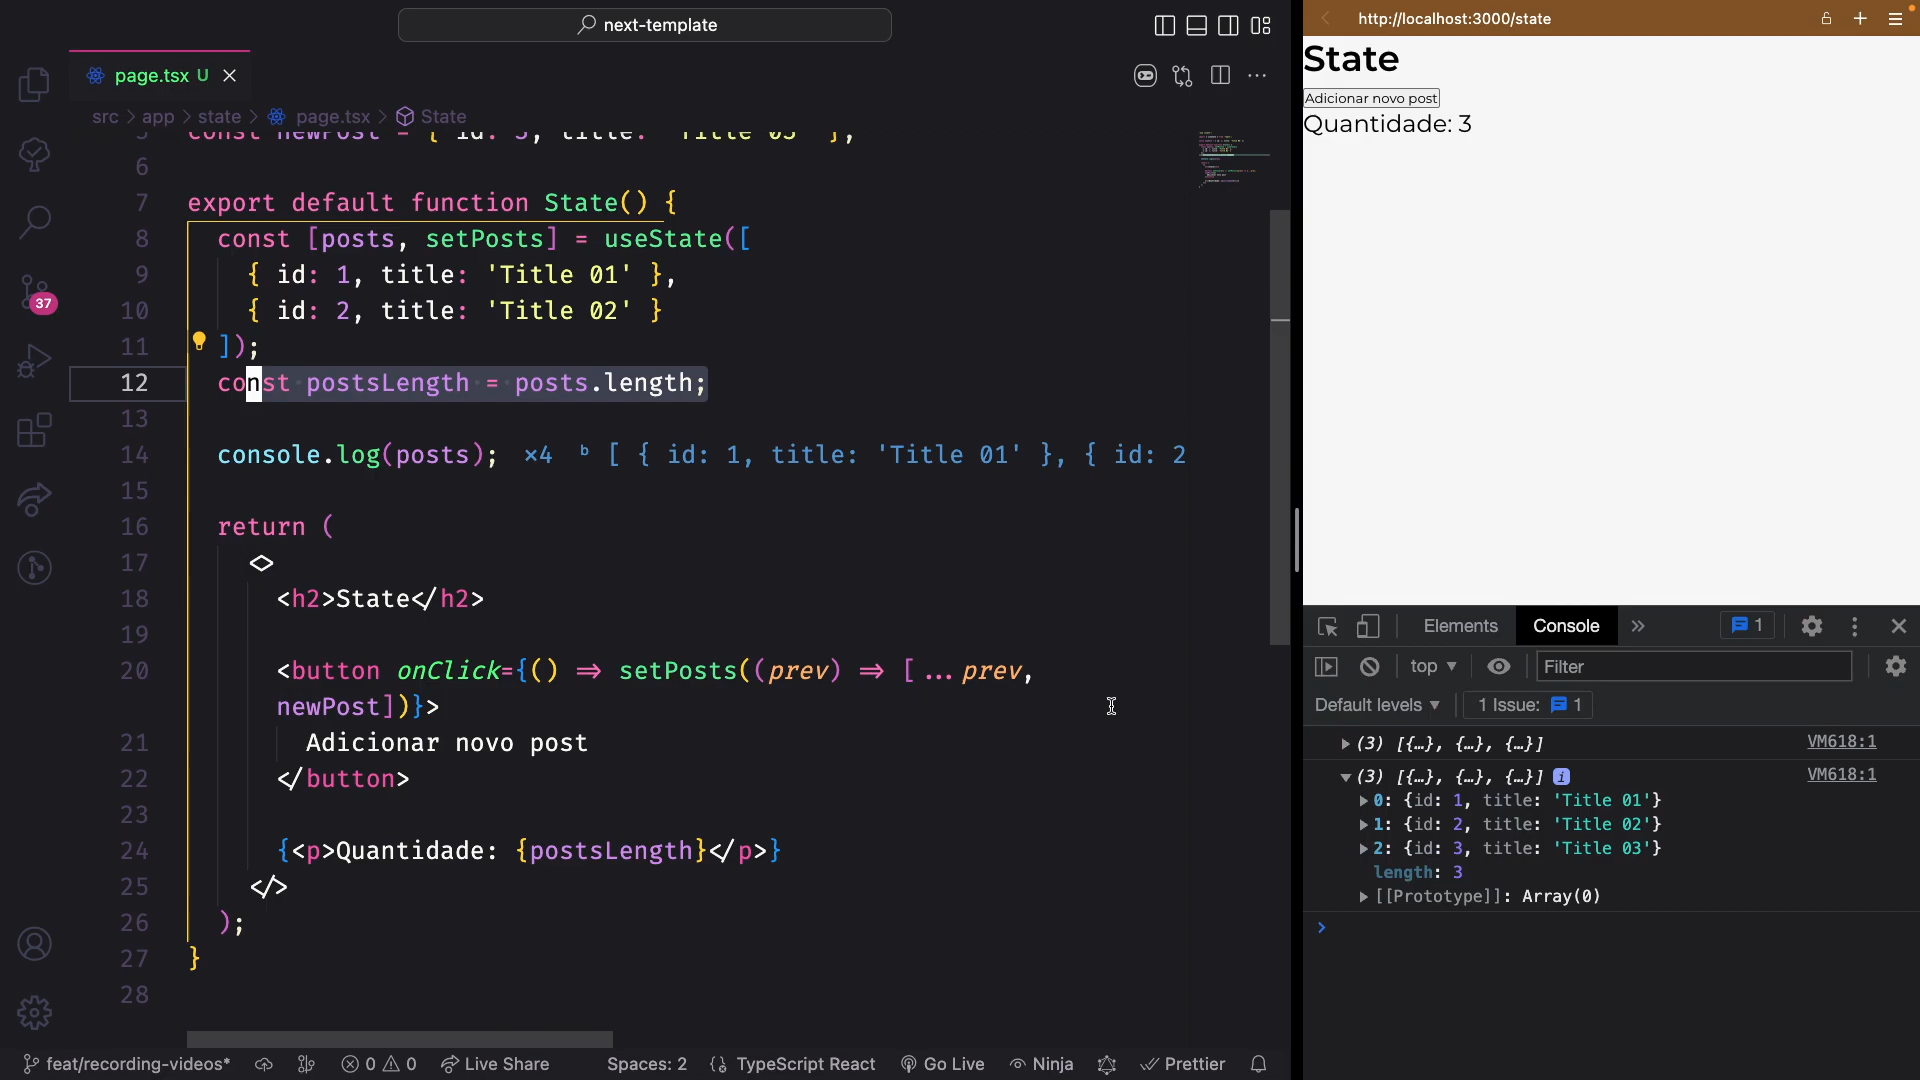 next-template
page.tsx U
src > app > state > page.tsx > State
const newPost = { id: 3, title: 'Title 03' };
6
7 export default function State() {
8 const [posts, setPosts] = useState([
9 { id: 1, title: 'Title 01' },
10 { id: 2, title: 'Title 02' }
11 ]);
12 const postsLength = posts.length;
13
14 console.log(posts); ×4 [ { id: 1, title: 'Title 01' }, { id: 2
15
16 return (
17 <>
18 <h2>State</h2>
19
20 <button onClick={() => setPosts((prev) => [...prev,
newPost])}>
21 Adicionar novo post
22 </button>
23
24 {<p>Quantidade: {postsLength}</p>}
25 </>
26 );
27 }
28
37
feat/recording-videos* 0 0 Live Share Spaces: 2 {} TypeScript React Go Live Ninja Prettier
http://localhost:3000/state
State
Adicionar novo post
Quantidade: 3
Elements Console » 1
top ▼ Filter
Default levels ▼ 1 Issue: 1
(3) [{…}, {…}, {…}] VM618:1
(3) [{…}, {…}, {…}] i VM618:1
0: {id: 1, title: 'Title 01'}
1: {id: 2, title: 'Title 02'}
2: {id: 3, title: 'Title 03'}
length: 3
[[Prototype]]: Array(0)